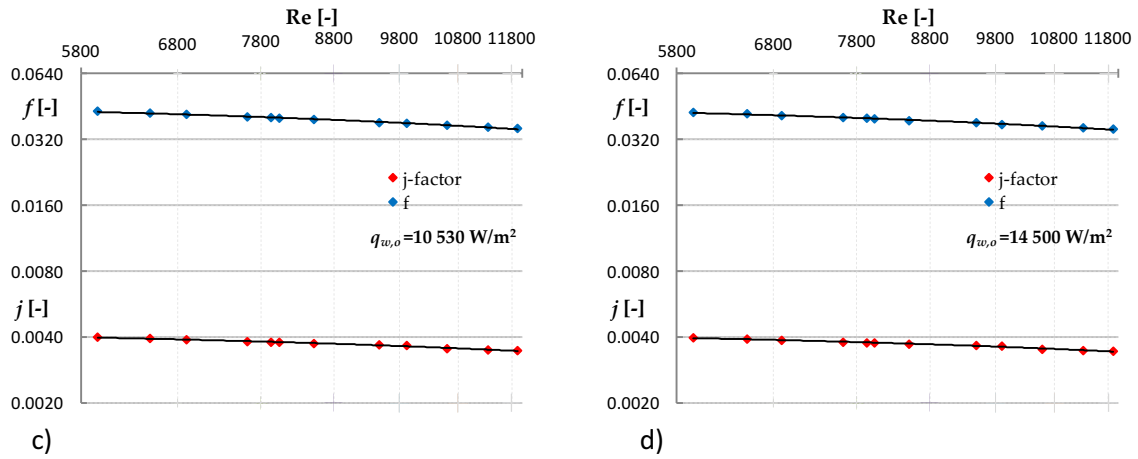 Re [-]
5800 6800 7800 8800 9800 10800 11800
0.0640
f [-]
0.0320
j-factor
0.0160
f
q_{w,o}=10 530 W/m²
0.0080
j [-]
0.0040
0.0020
c)
Re [-]
5800 6800 7800 8800 9800 10800 11800
0.0640
f [-]
0.0320
j-factor
0.0160
f
q_{w,o}=14 500 W/m²
0.0080
j [-]
0.0040
0.0020
d)